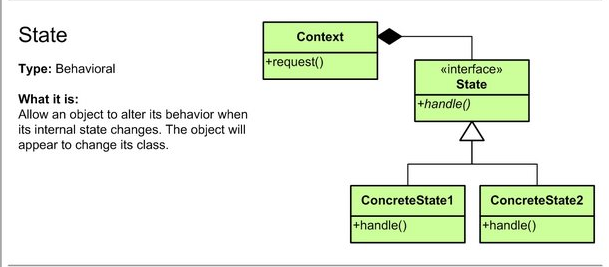 State
Type: Behavioral
What it is:
Allow an object to alter its behavior when
its internal state changes. The object will
appear to change its class.
Context
+request()
«interface»
State
+handle()
ConcreteState1
+handle()
ConcreteState2
+handle()